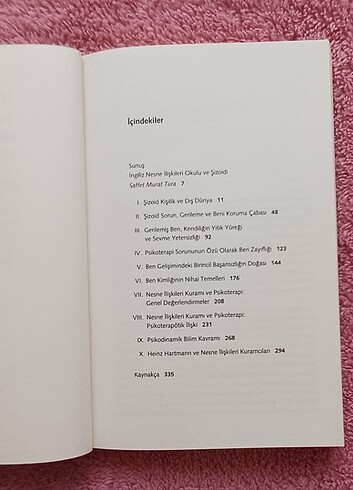 İçindekiler
Sunuş
İngiliz Nesne İlişkileri Okulu ve Şizoidi
Saffet Murat Tura 7
I. Şizoid Kişilik ve Dış Dünya 11
II. Şizoid Sorun, Gerileme ve Beni Koruma Çabası 48
III. Gerilemiş Ben, Kendiliğin Yitik Yüreği
ve Sevme Yetersizliği 92
IV. Psikoterapi Sorununun Özü Olarak Ben Zayıflığı 123
V. Ben Gelişimindeki Birincil Başarısızlığın Doğası 144
VI. Ben Kimliğinin Nihai Temelleri 176
VII. Nesne İlişkileri Kuramı ve Psikoterapi:
Genel Değerlendirmeler 208
VIII. Nesne İlişkileri Kuramı ve Psikoterapi:
Psikoterapötik İlişki 231
IX. Psikodinamik Bilim Kavramı 268
X. Heinz Hartmann ve Nesne İlişkileri Kuramcıları 294
Kaynakça 335